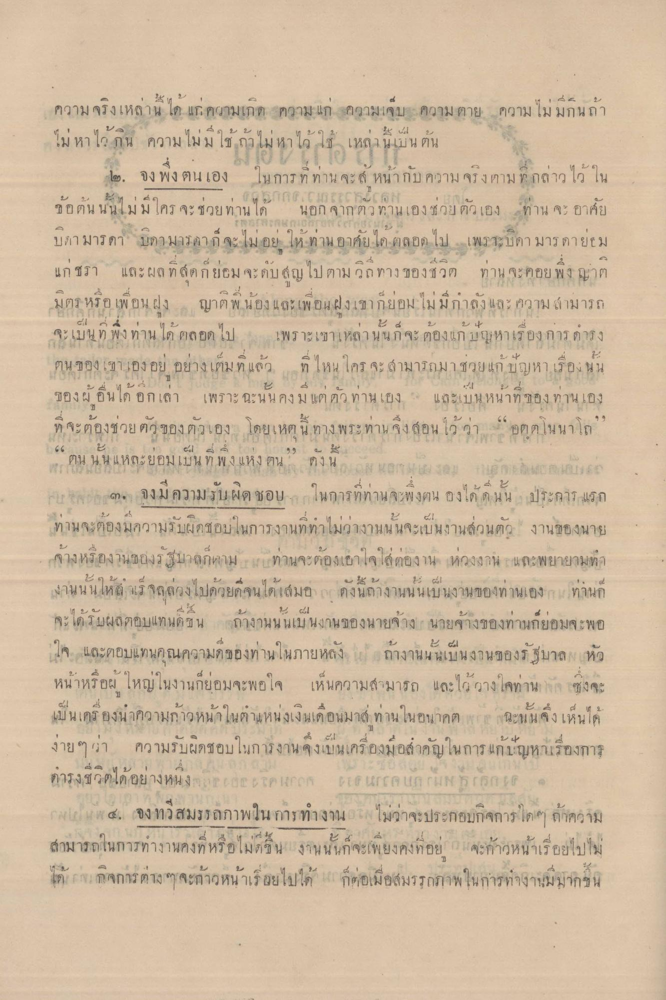 ความจริงเหล่านี้ได้แก่ความเกิด ความแก่ ความเจ็บ ความตาย ความไม่มีกินถ้า
ไม่หาไว้กิน ความไม่มีใช้ถ้าไม่หาไว้ใช้ เหล่านี้เป็นต้น
๒. จงพึ่งตนเอง ในการที่ท่านจะสู้หน้ากับความจริงตามที่กล่าวไว้ใน
ข้อต้นนั้นไม่มีใครจะช่วยท่านได้ นอกจากตัวท่านเองช่วยตัวเอง ท่านจะอาศัย
บิดามารดา บิดามารดาก็จะไม่อยู่ให้ท่านอาศัยได้ตลอดไป เพราะบิดามารดาย่อม
แก่ชรา และผลที่สุดก็ย่อมจะดับสูญไปตามวิถีทางของชีวิต ท่านจะคอยพึ่งญาติ
มิตรหรือเพื่อนฝูง ญาติพี่น้องและเพื่อนฝูงเขาก็ย่อมไม่มีกำลังและความสามารถ
จะเป็นที่พึ่งท่านได้ตลอดไป เพราะเขาเหล่านั้นก็จะต้องแก้ปัญหาเรื่องการดำรง
ตนของเขาเองอยู่อย่างเต็มที่แล้ว ที่ไหนใครจะสามารถมาช่วยแก้ปัญหาเรื่องนั้น
ของผู้อื่นได้อีกเล่า เพราะฉะนั้นคงมีแต่ตัวท่านเอง และเป็นหน้าที่ของท่านเอง
ที่จะต้องช่วยตัวของตัวเอง โดยเหตุนี้ทางพระท่านจึงสอนไว้ว่า “อตฺตโนนาโถ”
“ตนนั้นแหละย่อมเป็นที่พึ่งแห่งตน” ดังนี้
๓. จงมีความรับผิดชอบ ในการที่ท่านจะพึ่งตน องได้ดีนั้น ประการแรก
ท่านจะต้องมีความรับผิดชอบในการงานที่ทำไม่ว่างานนั้นจะเป็นงานส่วนตัว งานของนาย
จ้างหรืองานของรัฐบาลก็ตาม ท่านจะต้องเอาใจใส่ต่องาน ห่วงงาน และพยายามทำ
งานนั้นให้สำเร็จลุล่วงไปด้วยดีจนได้เสมอ ดังนี้ถ้างานนั้นเป็นงานของท่านเอง ท่านก็
จะได้รับผลตอบแทนดีขึ้น ถ้างานนั้นเป็นงานของนายจ้าง นายจ้างของท่านก็ย่อมจะพอ
ใจ และตอบแทนคุณความดีของท่านในภายหลัง ถ้างานนั้นเป็นงานของรัฐบาล หัว
หน้าหรือผู้ใหญ่ในงานก็ย่อมจะพอใจ เห็นความสามารถ และไว้วางใจท่าน ซึ่งจะ
เป็นเครื่องนำความก้าวหน้าในตำแหน่งเงินเดือนมาสู่ท่านในอนาคต ฉะนั้นจึงเห็นได้
ง่ายๆว่า ความรับผิดชอบในการงานจึงเป็นเครื่องมือสำคัญในการแก้ปัญหาเรื่องการ
ดำรงชีวิตได้อย่างหนึ่ง
๔. จงทวีสมรรถภาพในการทำงาน ไม่ว่าจะประกอบกิจการใดๆ ถ้าความ
สามารถในการทำงานคงที่หรือไม่ดีขึ้น งานนั้นก็จะเพียงคงที่อยู่ จะก้าวหน้าเรื่อยไปไม่
ได้ กิจการต่างๆจะก้าวหน้าเรื่อยไปได้ ก็ต่อเมื่อสมรรถภาพในการทำงานมีมากขึ้น